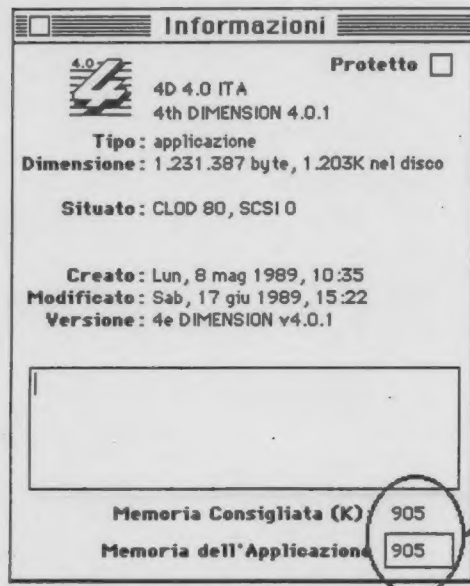 Informazioni
Protetto
4.0
4D 4.0 ITA
4th DIMENSION 4.0.1
Tipo: applicazione
Dimensione: 1.231.387 byte, 1.203K nel disco
Situato: CLOD 80, SCSI 0
Creato: Lun, 8 mag 1989, 10:35
Modificato: Sab, 17 giu 1989, 15:22
Versione: 4e DIMENSION v4.0.1
Memoria Consigliata (K) 905
Memoria dell'Applicazione 905